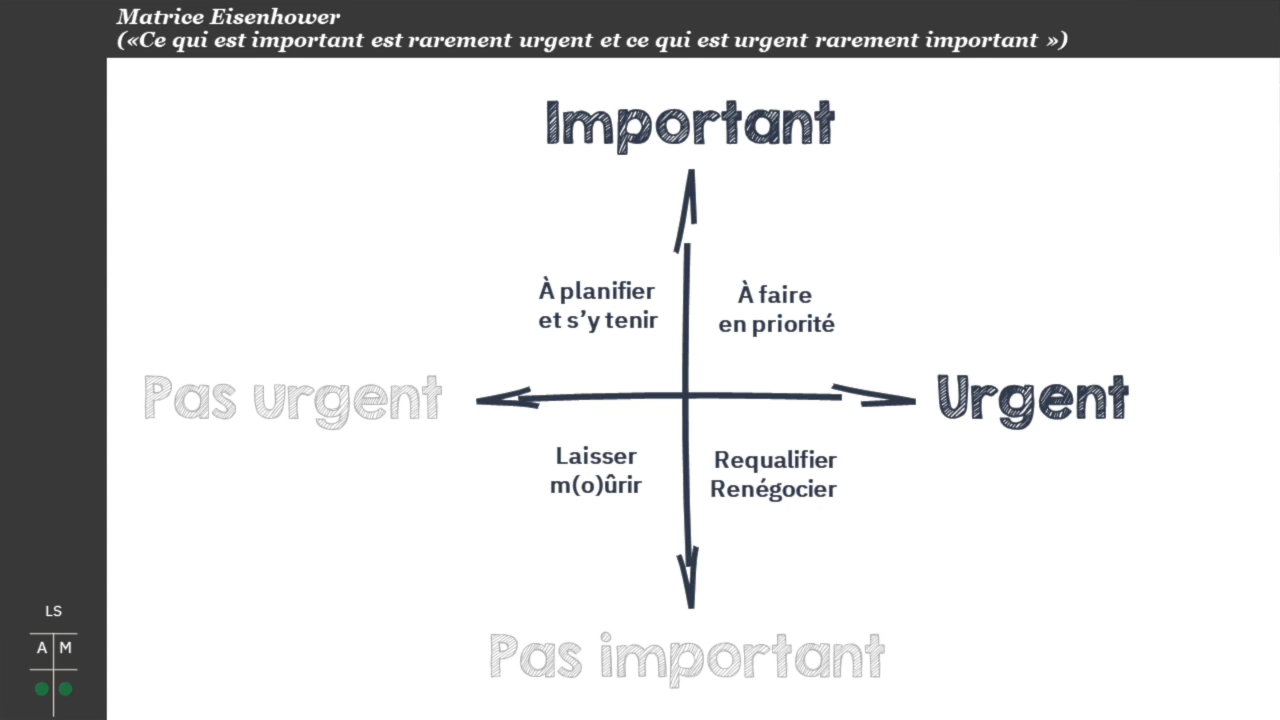 Matrice Eisenhower
(«Ce qui est important est rarement urgent et ce qui est urgent rarement important »)
Important
À planifier
et s’y tenir
À faire
en priorité
Pas urgent
Urgent
Laisser
m(o)ûrir
Requalifier
Renégocier
Pas important
LS
A M